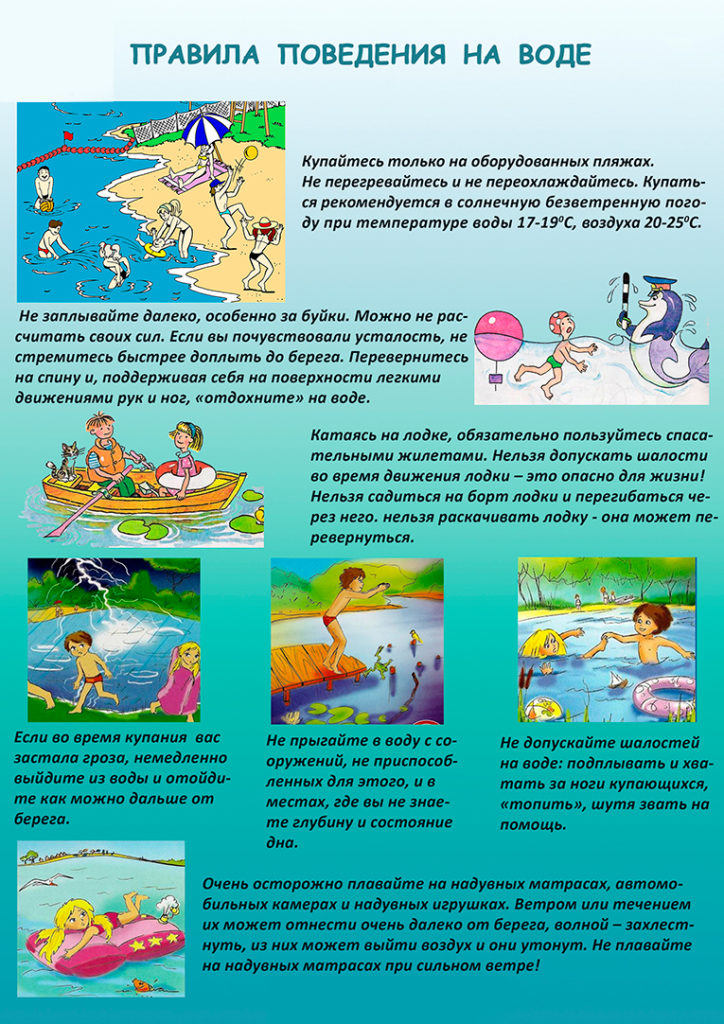 ПРАВИЛА ПОВЕДЕНИЯ НА ВОДЕ
Купайтесь только на оборудованных пляжах.
Не перегревайтесь и не переохлаждайтесь. Купать-
ся рекомендуется в солнечную безветренную пого-
ду при температуре воды 17-19⁰С, воздуха 20-25⁰С.
Не заплывайте далеко, особенно за буйки. Можно не рас-
считать своих сил. Если вы почувствовали усталость, не
стремитесь быстрее доплыть до берега. Перевернитесь
на спину и, поддерживая себя на поверхности легкими
движениями рук и ног, «отдохните» на воде.
Катаясь на лодке, обязательно пользуйтесь спаса-
тельными жилетами. Нельзя допускать шалости
во время движения лодки – это опасно для жизни!
Нельзя садиться на борт лодки и перегибаться че-
рез него. нельзя раскачивать лодку - она может пе-
ревернуться.
Если во время купания вас
застала гроза, немедленно
выйдите из воды и отойди-
те как можно дальше от
берега.
Не прыгайте в воду с со-
оружений, не приспособ-
ленных для этого, и в
местах, где вы не знае-
те глубину и состояние
дна.
Не допускайте шалостей
на воде: подплывать и хва-
тать за ноги купающихся,
«топить», шутя звать на
помощь.
Очень осторожно плавайте на надувных матрасах, автомо-
бильных камерах и надувных игрушках. Ветром или течением
их может отнести очень далеко от берега, волной – захлест-
нуть, из них может выйти воздух и они утонут. Не плавайте
на надувных матрасах при сильном ветре!